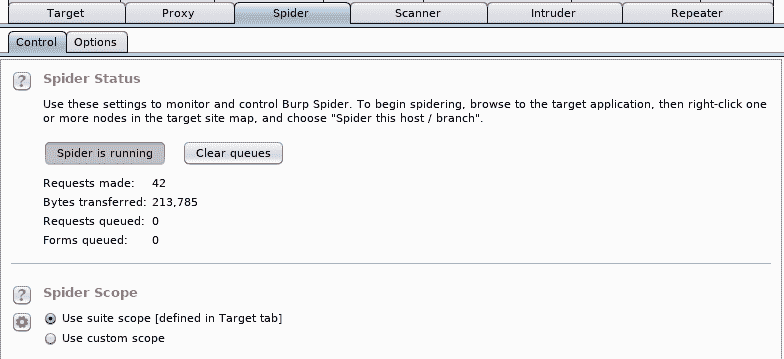 Target Proxy Spider Scanner Intruder Repeater
Control Options
? Spider Status
Use these settings to monitor and control Burp Spider. To begin spidering, browse to the target application, then right-click one
or more nodes in the target site map, and choose "Spider this host / branch".
Spider is running Clear queues
Requests made: 42
Bytes transferred: 213,785
Requests queued: 0
Forms queued: 0
? Spider Scope
Use suite scope [defined in Target tab]
Use custom scope